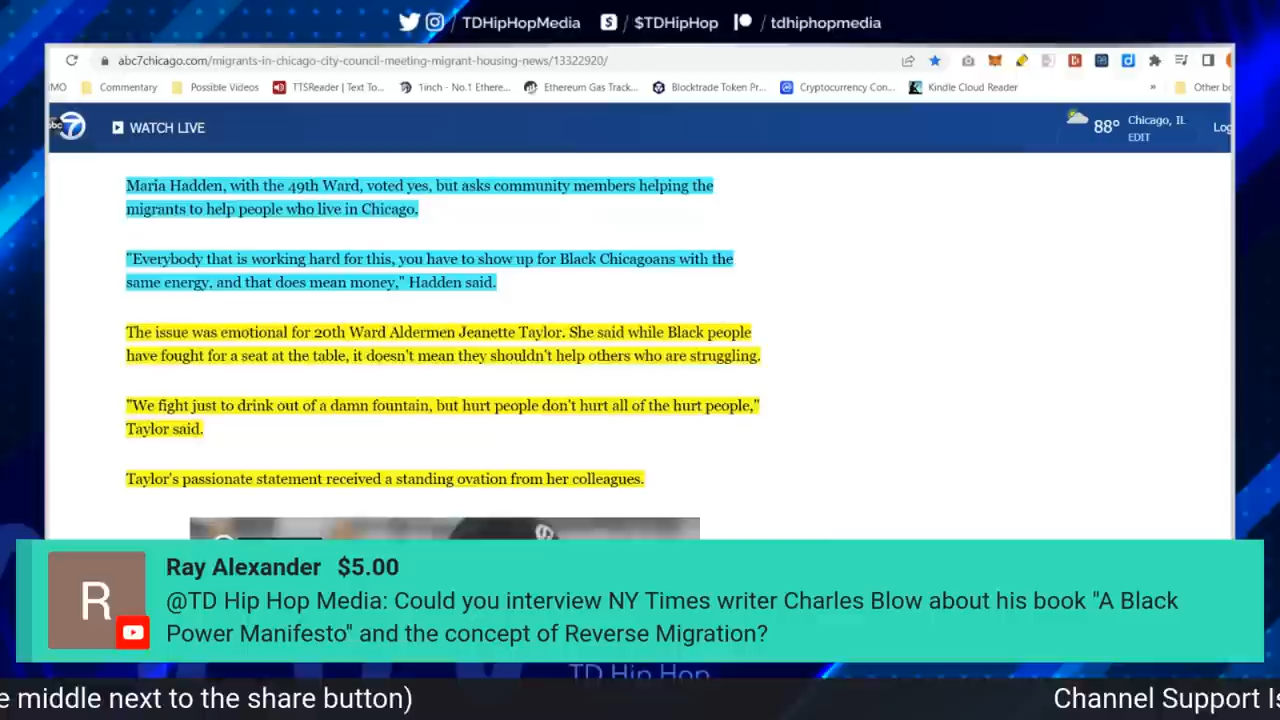 / TDHipHopMedia
/ $TDHipHop
/ tdhiphopmedia
abc7chicago.com/migrants-in-chicago-city-council-meeting-migrant-housing-news/13322920/
MO
Commentary
Possible Videos
TTSReader | Text To...
1inch - No.1 Ethere...
Ethereum Gas Track...
Blocktrade Token Pr...
Cryptocurrency Con...
Kindle Cloud Reader
»
Other bo
abc 7
WATCH LIVE
88°
Chicago, IL
EDIT
Log
Maria Hadden, with the 49th Ward, voted yes, but asks community members helping the
migrants to help people who live in Chicago.
"Everybody that is working hard for this, you have to show up for Black Chicagoans with the
same energy, and that does mean money," Hadden said.
The issue was emotional for 20th Ward Aldermen Jeanette Taylor. She said while Black people
have fought for a seat at the table, it doesn't mean they shouldn't help others who are struggling.
"We fight just to drink out of a damn fountain, but hurt people don't hurt all of the hurt people,"
Taylor said.
Taylor's passionate statement received a standing ovation from her colleagues.
R
Ray Alexander $5.00
@TD Hip Hop Media: Could you interview NY Times writer Charles Blow about his book "A Black
Power Manifesto" and the concept of Reverse Migration?
TD Hip Hop
e middle next to the share button)
Channel Support Is